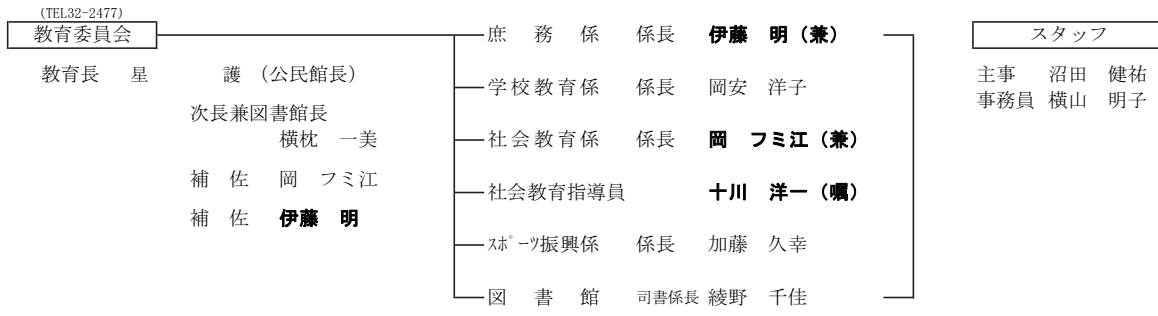 (TEL32-2477)
教育委員会
教育長 星 護 (公民館長)
次長兼図書館長
横枕 一美
補 佐 岡 フミ江
補 佐 伊藤 明
庶 務 係 係長 伊藤 明(兼)
学校教育係 係長 岡安 洋子
社会教育係 係長 岡 フミ江(兼)
社会教育指導員 十川 洋一(嘱)
スポーツ振興係 係長 加藤 久幸
図 書 館 司書係長 綾野 千佳
スタッフ
主事 沼田 健祐
事務員 横山 明子